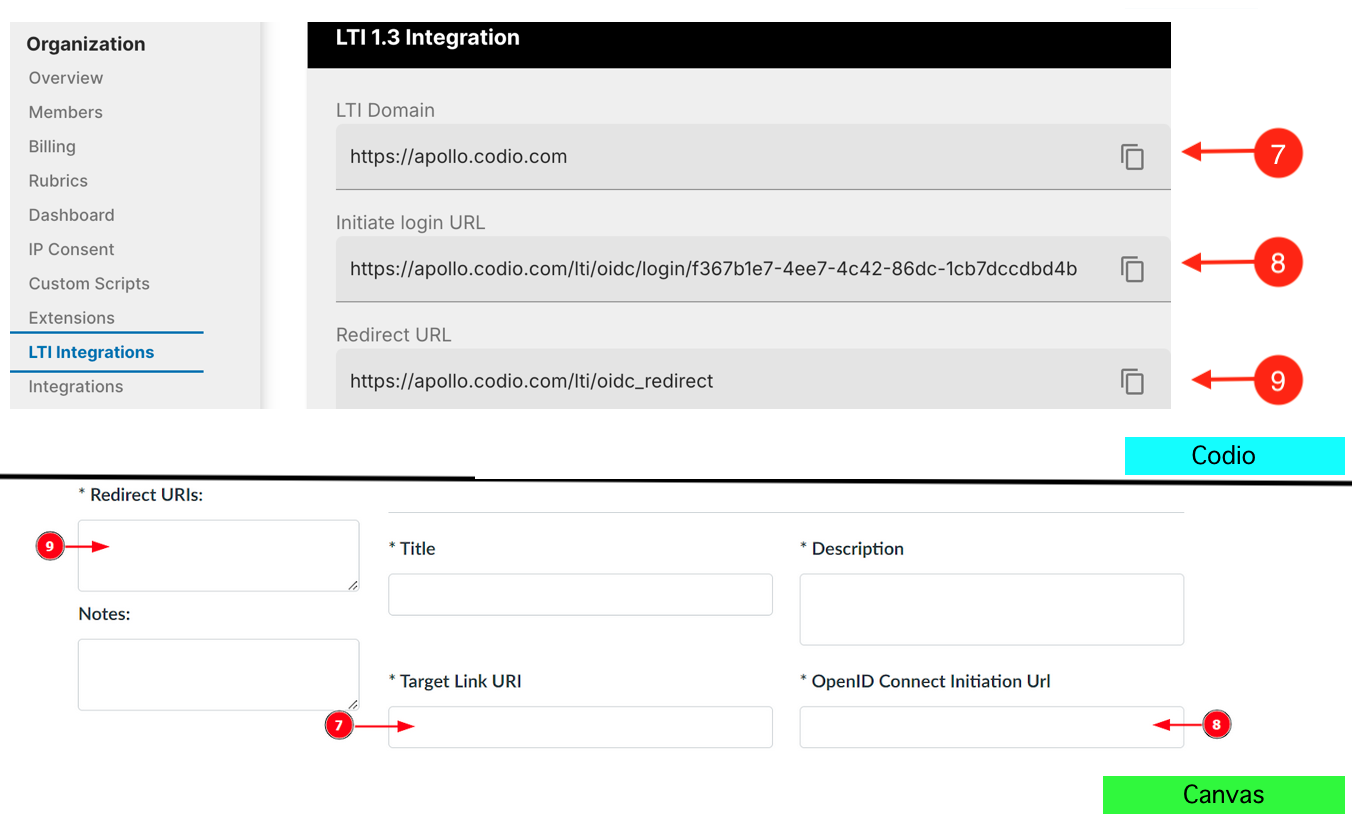 Organization
Overview
Members
Billing
Rubrics
Dashboard
IP Consent
Custom Scripts
Extensions
LTI Integrations
Integrations
LTI 1.3 Integration
LTI Domain
https://apollo.codio.com
7
Initiate login URL
https://apollo.codio.com/lti/oidc/login/f367b1e7-4ee7-4c42-86dc-1cb7dccdbd4b
8
Redirect URL
https://apollo.codio.com/lti/oidc_redirect
9
Codio
* Redirect URIs:
9
Notes:
* Title
* Description
* Target Link URI
7
* OpenID Connect Initiation Url
8
Canvas